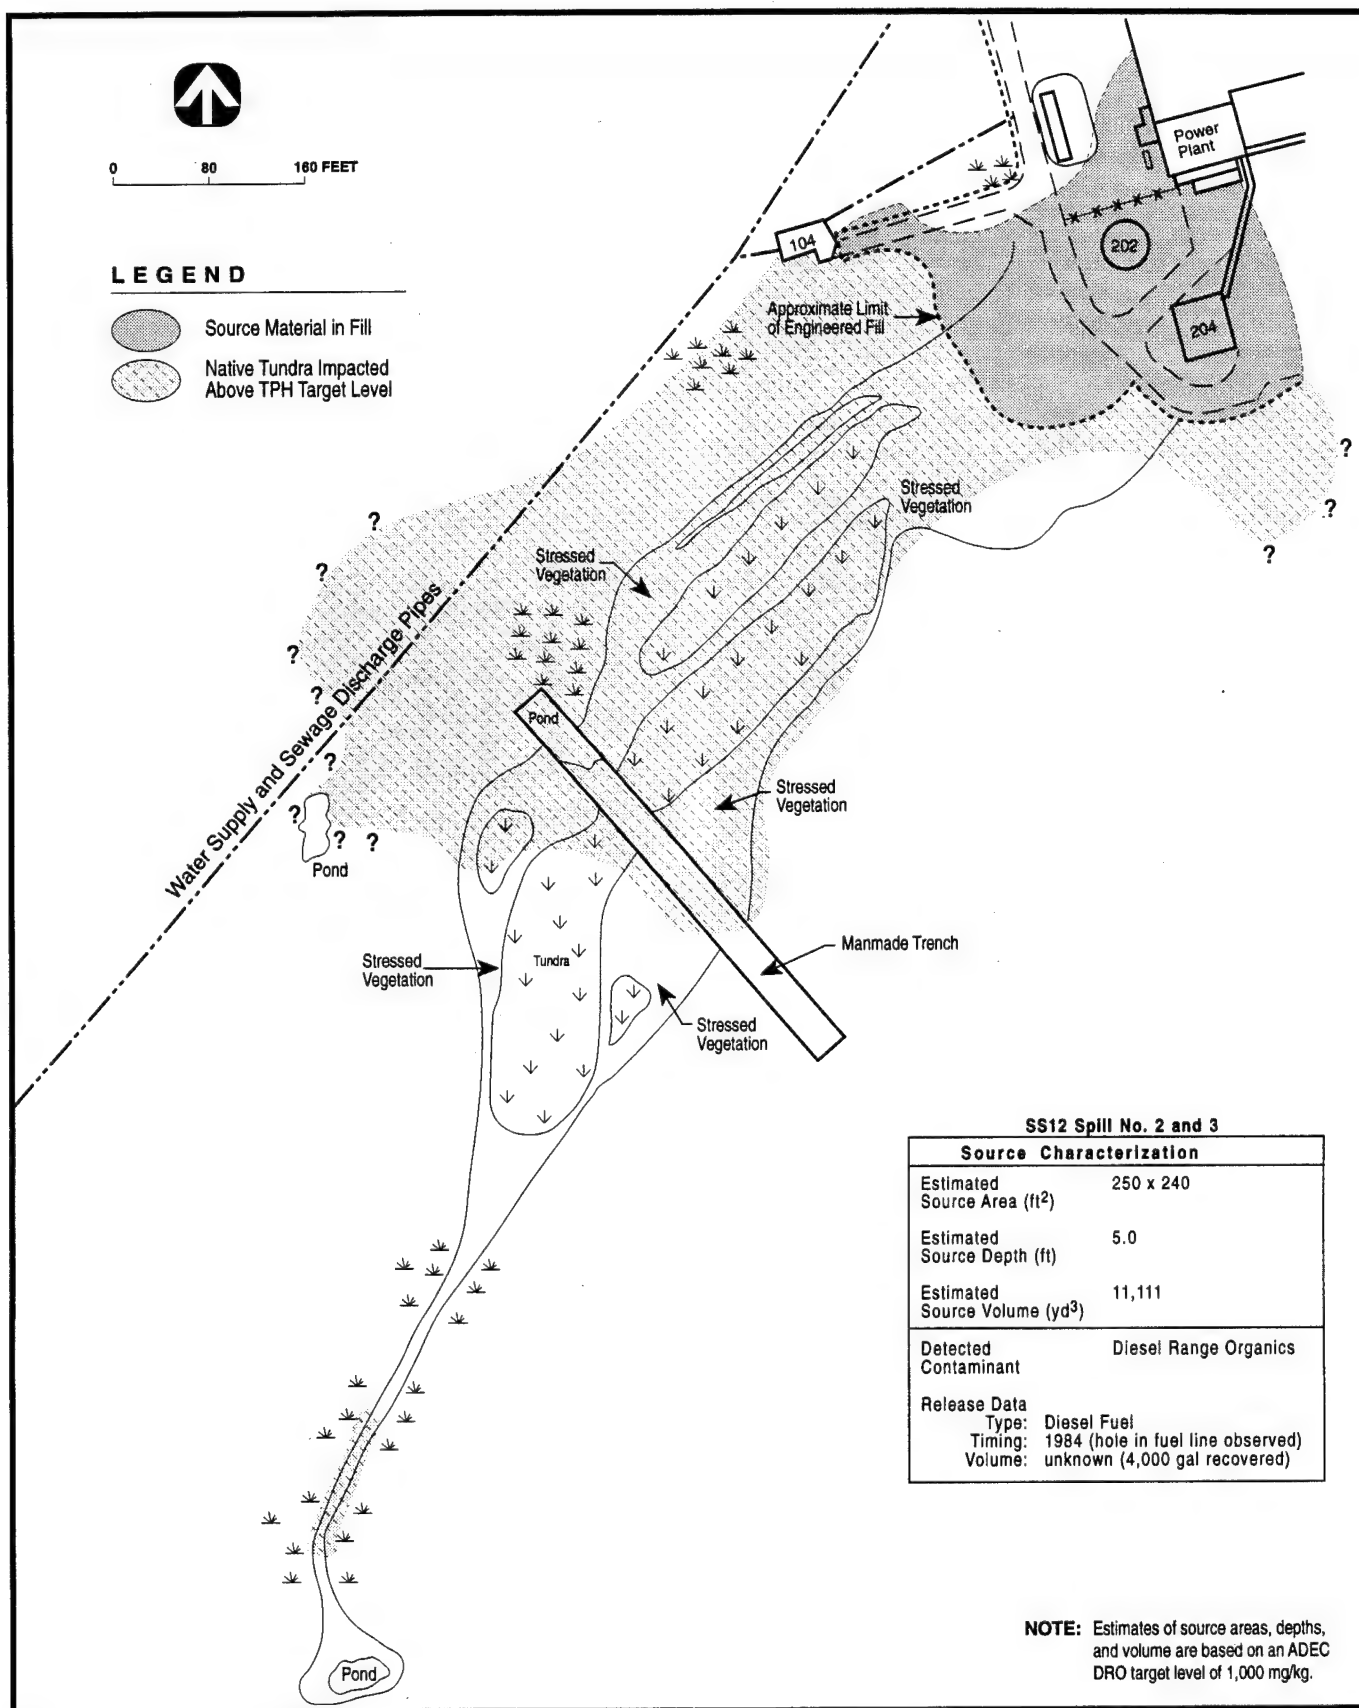 0 80 160 FEET
LEGEND
Source Material in Fill
Native Tundra Impacted
Above TPH Target Level
Power
Plant
104
202
204
Approximate Limit
of Engineered Fill
Stressed
Vegetation
?
?
?
Stressed
Vegetation
?
?
?
?
?
?
?
?
Water Supply and Sewage Discharge Pipes
Pond
Pond
Stressed
Vegetation
Stressed
Vegetation
Tundra
Manmade Trench
Stressed
Vegetation
SS12 Spill No. 2 and 3
Source Characterization
Estimated 250 x 240
Source Area (ft²)
Estimated 5.0
Source Depth (ft)
Estimated 11,111
Source Volume (yd³)
Detected Diesel Range Organics
Contaminant
Release Data
Type: Diesel Fuel
Timing: 1984 (hole in fuel line observed)
Volume: unknown (4,000 gal recovered)
Pond
NOTE: Estimates of source areas, depths,
and volume are based on an ADEC
DRO target level of 1,000 mg/kg.